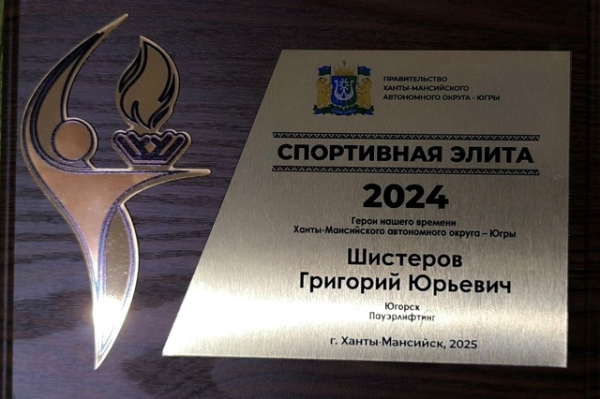 ПРАВИТЕЛЬСТВО
ХАНТЫ-МАНСИЙСКОГО
АВТОНОМНОГО ОКРУГА - ЮГРЫ
СПОРТИВНАЯ ЭЛИТА
2024
Герои нашего времени
Ханты-Мансийского автономного округа – Югры
Шистеров
Григорий Юрьевич
Югорск
Пауэрлифтинг
г. Ханты-Мансийск, 2025